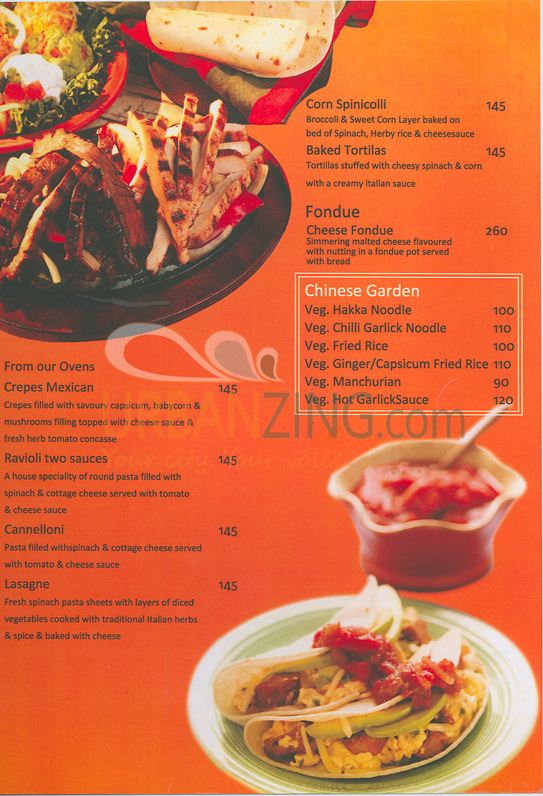 Corn Spinicolli 145
Broccoli & Sweet Corn Layer baked on
bed of Spinach, Herby rice & cheesesauce
Baked Tortilas 145
Tortillas stuffed with cheesy spinach & corn
with a creamy italian sauce
Fondue
Cheese Fondue 260
Simmering malted cheese flavoured
with nutting in a fondue pot served
with bread
Chinese Garden
Veg. Hakka Noodle 100
Veg. Chilli Garlick Noodle 110
Veg. Fried Rice 100
Veg. Ginger/Capsicum Fried Rice 110
Veg. Manchurian 90
Veg. Hot GarlickSauce 120
From our Ovens
Crepes Mexican 145
Crepes filled with savoury capsicum, babycorn &
mushrooms filling topped with cheese sauce &
fresh herb tomato concasse
Ravioli two sauces 145
A house speciality of round pasta filled with
spinach & cottage cheese served with tomato
& cheese sauce
Cannelloni 145
Pasta filled withspinach & cottage cheese served
with tomato & cheese sauce
Lasagne 145
Fresh spinach pasta sheets with layers of diced
vegetables cooked with traditional Italian herbs
& spice & baked with cheese
URBANZING.com
Your city. Your voice